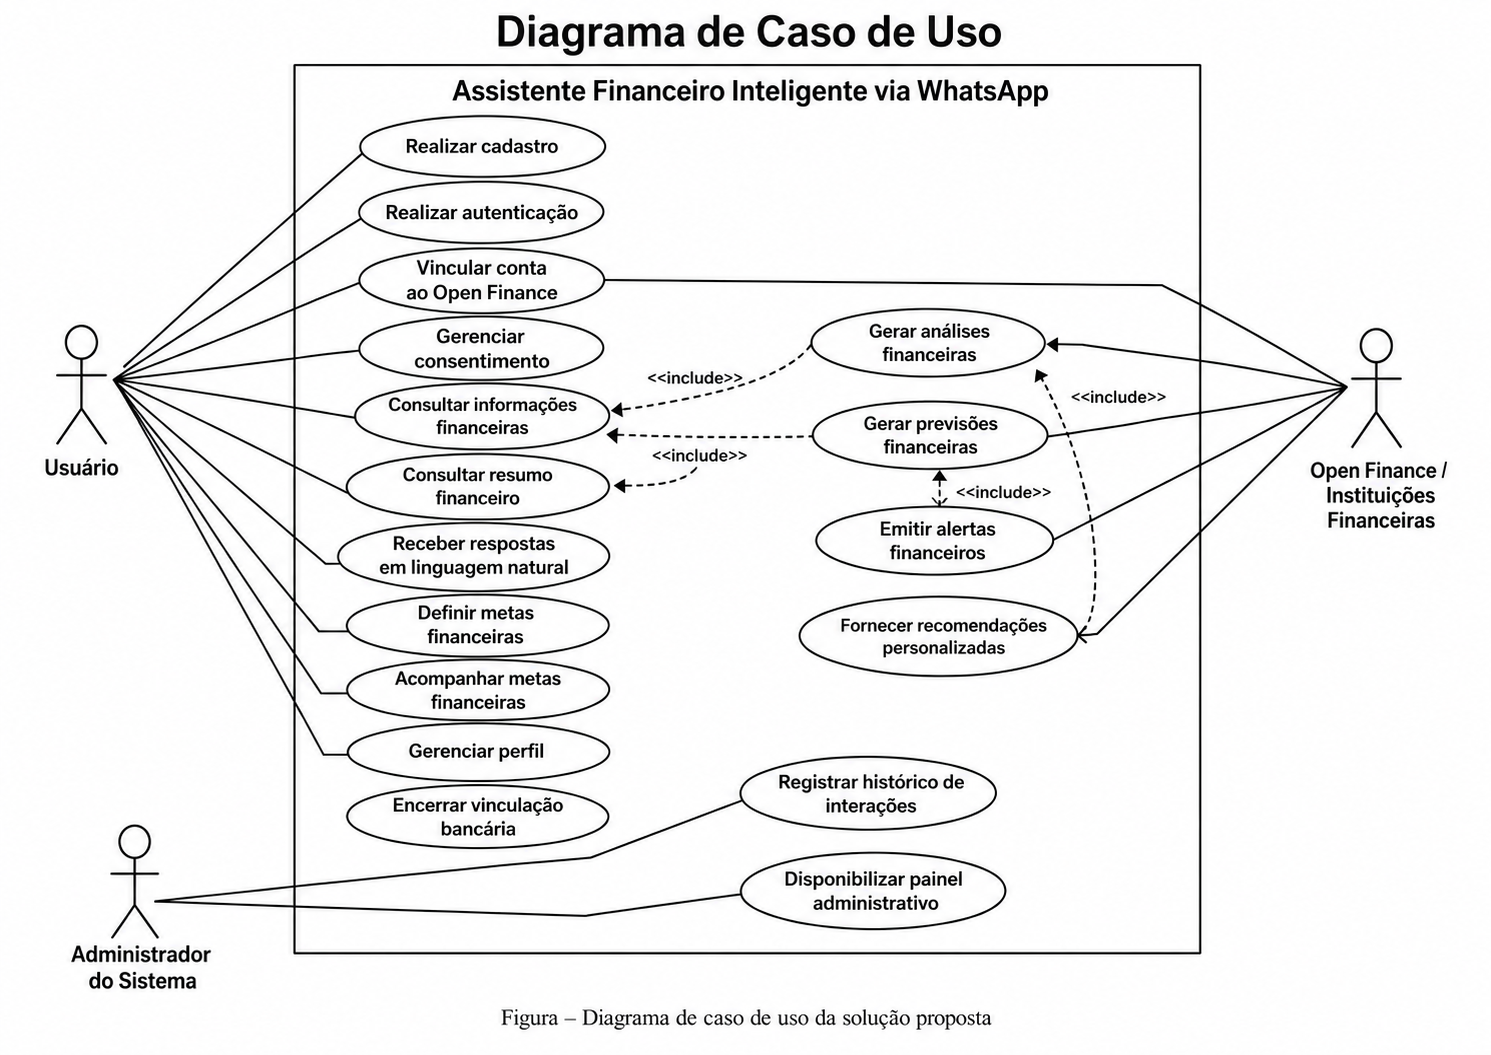 Diagrama de Caso de Uso
Assistente Financeiro Inteligente via WhatsApp
Realizar cadastro
Realizar autenticação
Vincular conta
ao Open Finance
Gerenciar
consentimento
Consultar informações
financeiras
Consultar resumo
financeiro
Receber respostas
em linguagem natural
Definir metas
financeiras
Acompanhar metas
financeiras
Gerenciar perfil
Encerrar vinculação
bancária
<<include>>
<<include>>
Gerar análises
financeiras
<<include>>
Gerar previsões
financeiras
<<include>>
Emitir alertas
financeiros
Fornecer recomendações
personalizadas
Registrar histórico de
interações
Disponibilizar painel
administrativo
Usuário
Open Finance /
Instituições
Financeiras
Administrador
do Sistema
Figura – Diagrama de caso de uso da solução proposta